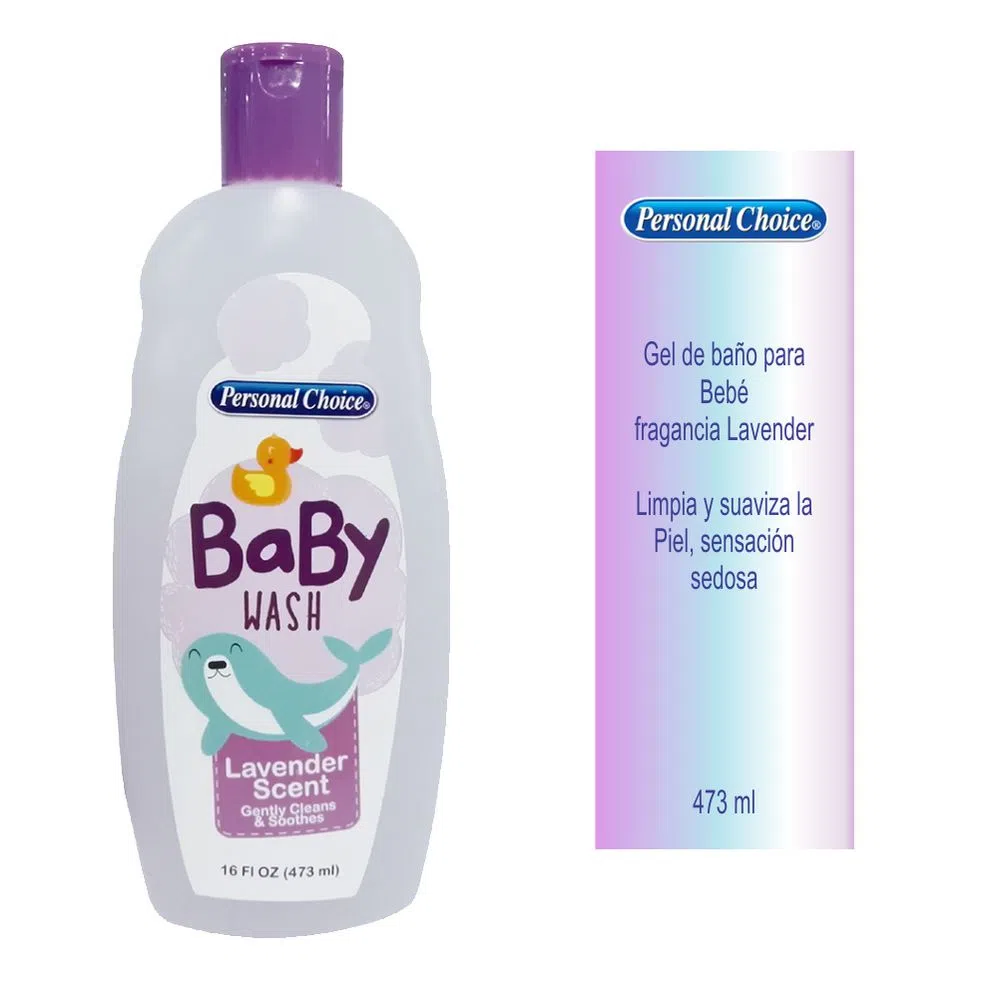 Personal Choice®
BaBy
WASH
Lavender
Scent
Gently Cleans
& Soothes
16 Fl OZ (473 ml)
Personal Choice®
Gel de baño para
Bebé
fragancia Lavender
Limpia y suaviza la
Piel, sensación
sedosa
473 ml